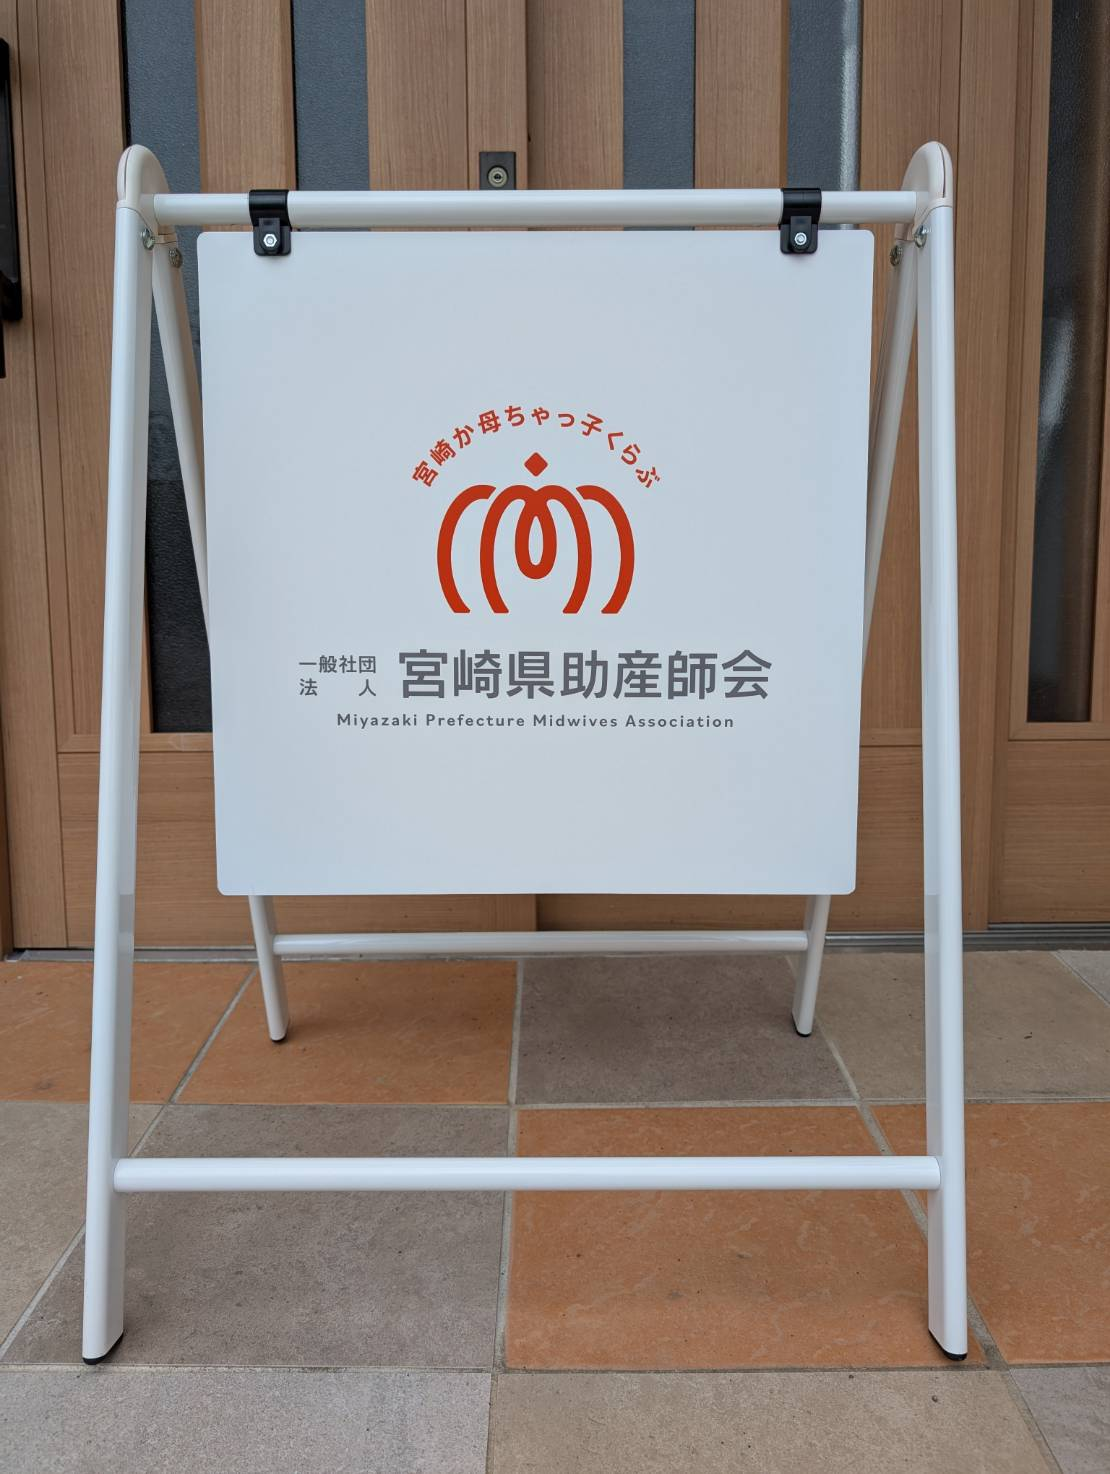 宮崎か母ちゃっ子くらぶ
一般社団
法　人
宮崎県助産師会
Miyazaki Prefecture Midwives Association